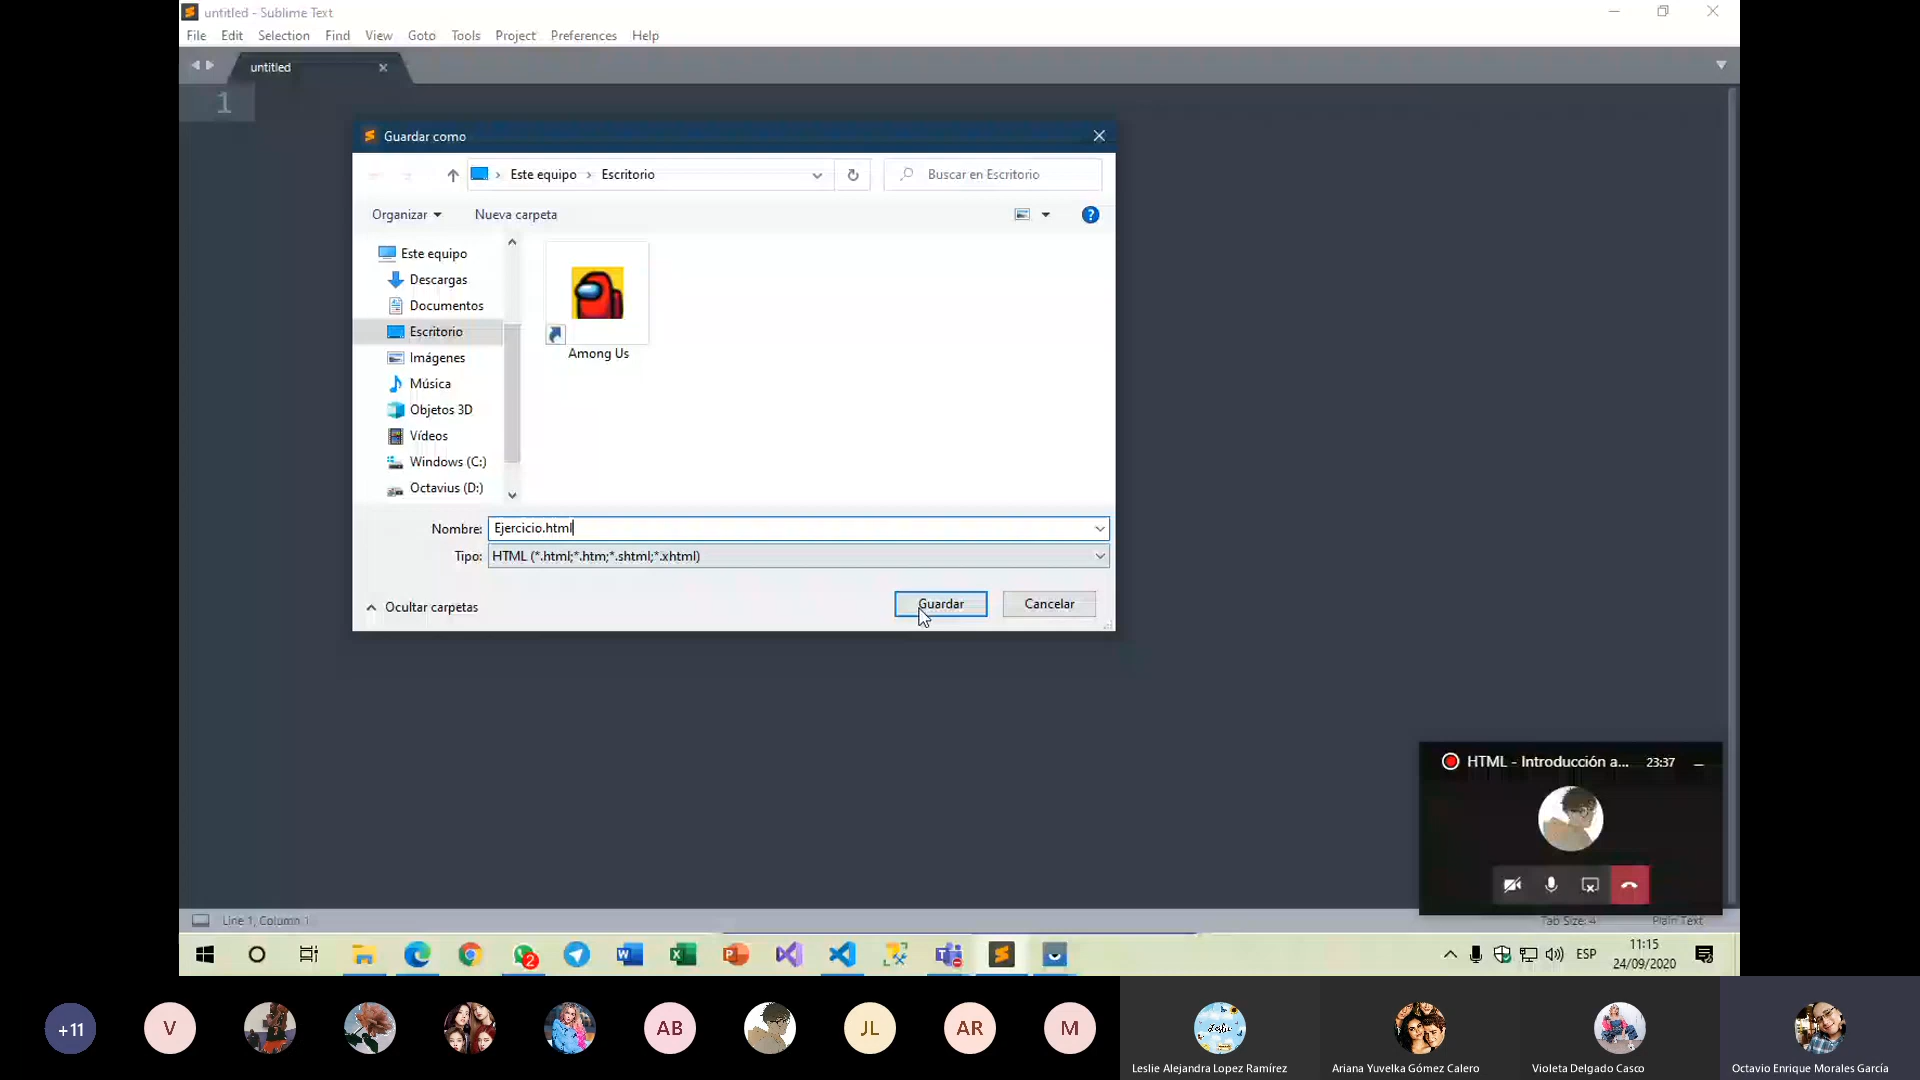 untitled - Sublime Text
File Edit Selection Find View Goto Tools Project Preferences Help
untitled
1
Guardar como
Este equipo > Escritorio
Buscar en Escritorio
Organizar Nueva carpeta
Este equipo
Descargas
Documentos
Escritorio
Imágenes
Música
Objetos 3D
Vídeos
Windows (C:)
Octavius (D:)
Among Us
Nombre: Ejercicio.html
Tipo: HTML (*.html;*.htm;*.shtml;*.xhtml)
Ocultar carpetas
Guardar Cancelar
HTML - Introducción a... 23:37
Line 1, Column 1
Tab Size: 4 Plain Text
2
ESP
11:15
24/09/2020
+11 V AB JL AR M
Leslie Alejandra Lopez Ramírez Ariana Yuvelka Gómez Calero Violeta Delgado Casco Octavio Enrique Morales García